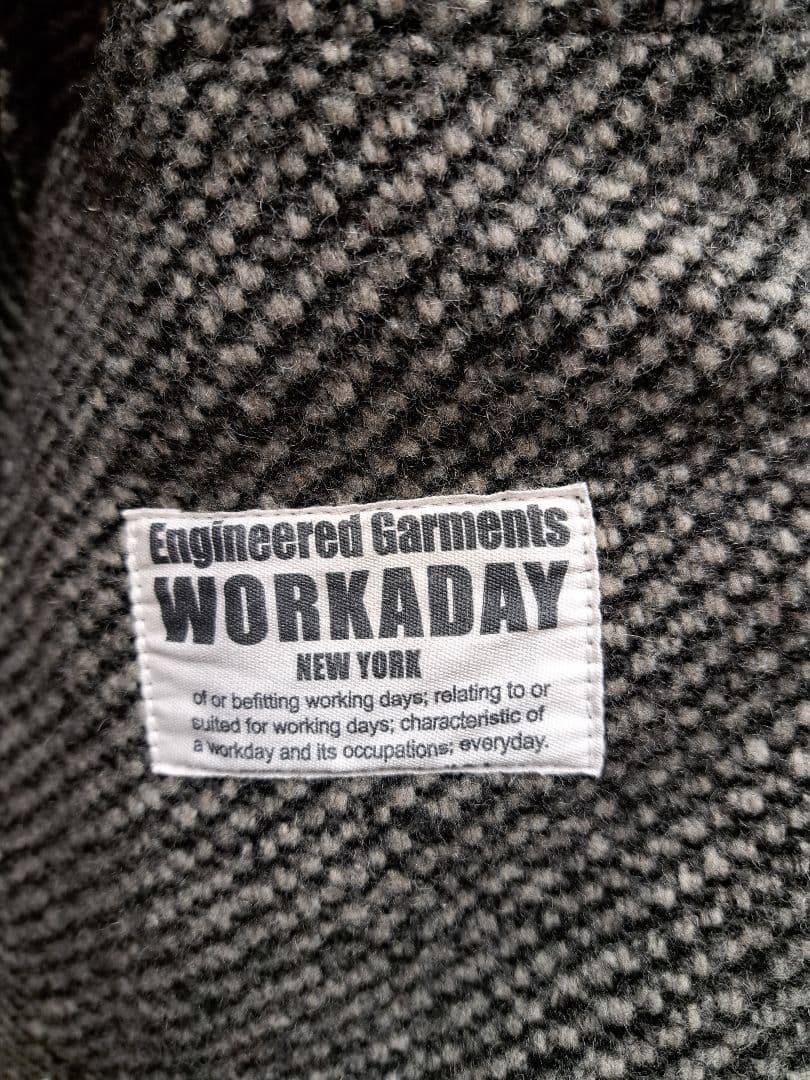 Engineered Garments
WORKADAY
NEW YORK
of or befitting working days; relating to or
suited for working days; characteristic of
a workday and its occupations; everyday.